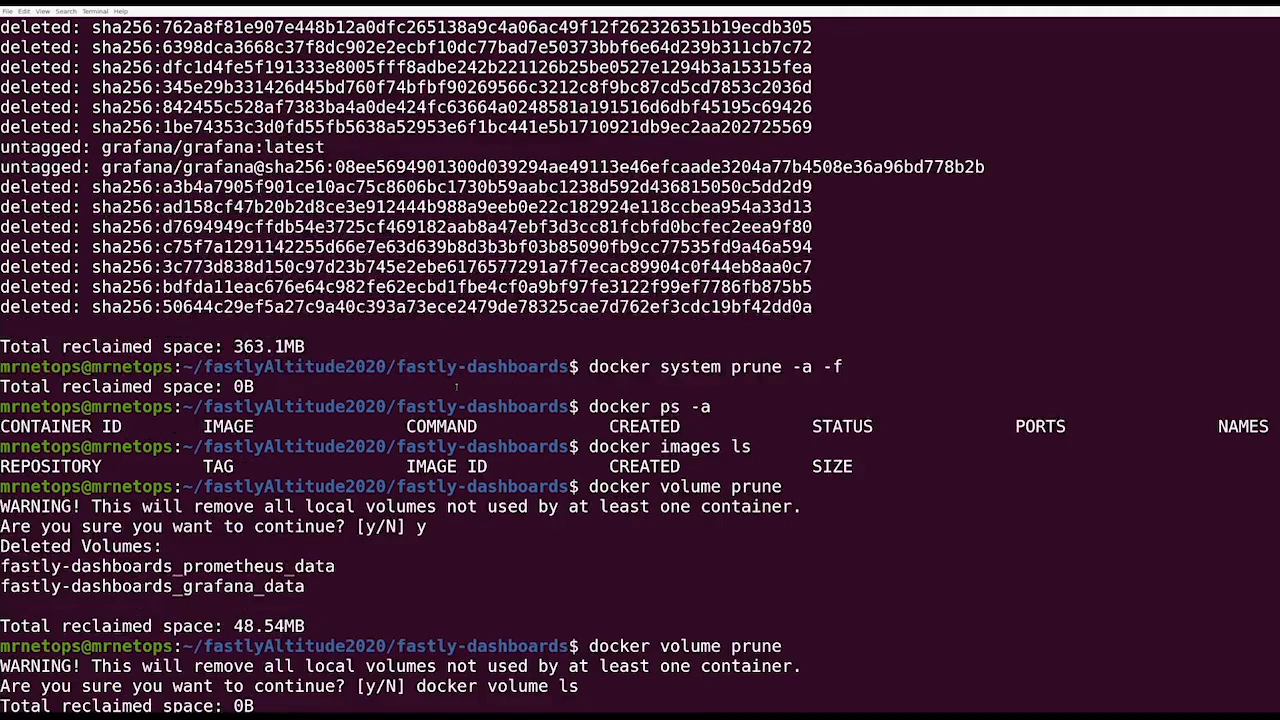 File Edit View Search Terminal Help
deleted: sha256:762a8f81e907e448b12a0dfc265138a9c4a06ac49f12f262326351b19ecdb305
deleted: sha256:6398dca3668c37f8dc902e2ecbf10dc77bad7e50373bbf6e64d239b311cb7c72
deleted: sha256:dfc1d4fe5f191333e8005fff8adbe242b221126b25be0527e1294b3a15315fea
deleted: sha256:345e29b331426d45bd760f74bfbf90269566c3212c8f9bc87cd5cd7853c2036d
deleted: sha256:842455c528af7383ba4a0de424fc63664a0248581a191516d6dbf45195c69426
deleted: sha256:1be74353c3d0fd55fb5638a52953e6f1bc441e5b1710921db9ec2aa202725569
untagged: grafana/grafana:latest
untagged: grafana/grafana@sha256:08ee5694901300d039294ae49113e46efcaade3204a77b4508e36a96bd778b2b
deleted: sha256:a3b4a7905f901ce10ac75c8606bc1730b59aabc1238d592d436815050c5dd2d9
deleted: sha256:ad158cf47b20b2d8ce3e912444b988a9eeb0e22c182924e118ccbea954a33d13
deleted: sha256:d7694949cffdb54e3725cf469182aab8a47ebf3d3cc81fcbfd0bcfec2eea9f80
deleted: sha256:c75f7a1291142255d66e7e63d639b8d3b3bf03b85090fb9cc77535fd9a46a594
deleted: sha256:3c773d838d150c97d23b745e2ebe6176577291a7f7ecac89904c0f44eb8aa0c7
deleted: sha256:bdfda11eac676e64c982fe62ecbd1fbe4cf0a9bf97fe3122f99ef7786fb875b5
deleted: sha256:50644c29ef5a27c9a40c393a73ece2479de78325cae7d762ef3cdc19bf42dd0a
Total reclaimed space: 363.1MB
mrnetops@mrnetops:~/fastlyAltitude2020/fastly-dashboards$ docker system prune -a -f
Total reclaimed space: 0B
mrnetops@mrnetops:~/fastlyAltitude2020/fastly-dashboards$ docker ps -a
CONTAINER ID IMAGE COMMAND CREATED STATUS PORTS NAMES
mrnetops@mrnetops:~/fastlyAltitude2020/fastly-dashboards$ docker images ls
REPOSITORY TAG IMAGE ID CREATED SIZE
mrnetops@mrnetops:~/fastlyAltitude2020/fastly-dashboards$ docker volume prune
WARNING! This will remove all local volumes not used by at least one container.
Are you sure you want to continue? [y/N] y
Deleted Volumes:
fastly-dashboards_prometheus_data
fastly-dashboards_grafana_data
Total reclaimed space: 48.54MB
mrnetops@mrnetops:~/fastlyAltitude2020/fastly-dashboards$ docker volume prune
WARNING! This will remove all local volumes not used by at least one container.
Are you sure you want to continue? [y/N] docker volume ls
Total reclaimed space: 0B